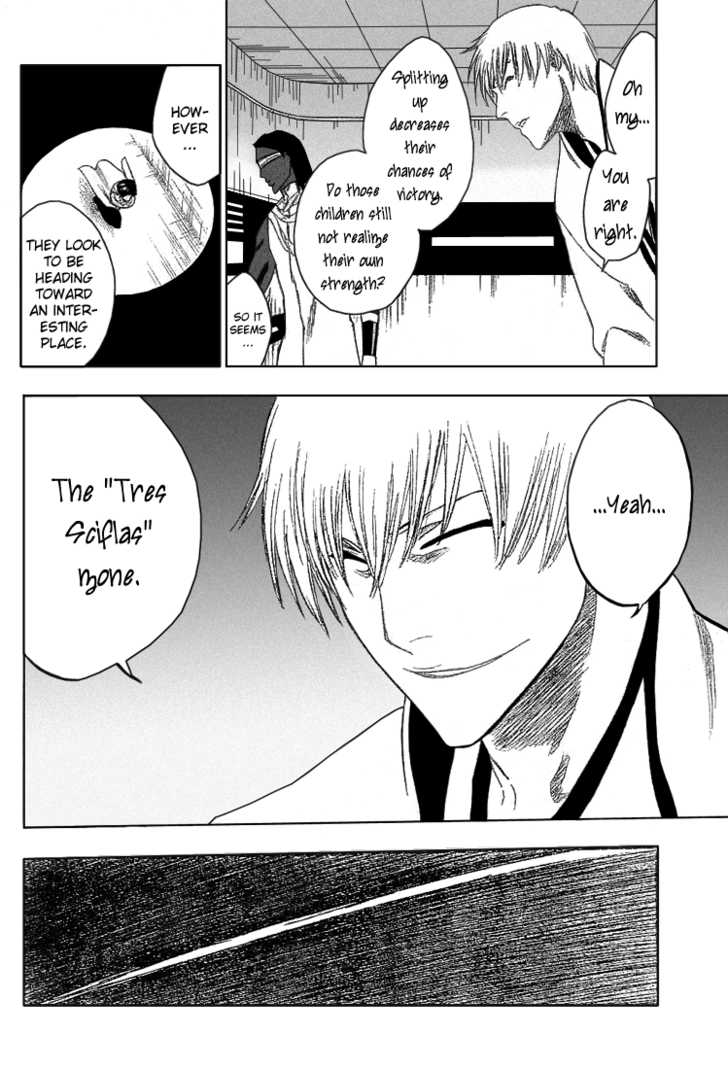 Oh
my...
You
are
right.
Splitting
up
decreases
their
chances of
victory.
Do those
children still
not realize
their own
strength?
SO IT
SEEMS
...
HOW-
EVER
...
THEY LOOK
TO BE
HEADING
TOWARD
AN INTER-
ESTING
PLACE.
...Yeah...
The "Tres
Sciflas"
zone.